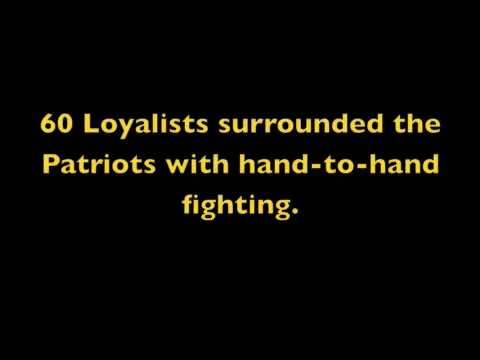 60 Loyalists surrounded the
Patriots with hand-to-hand
fighting.